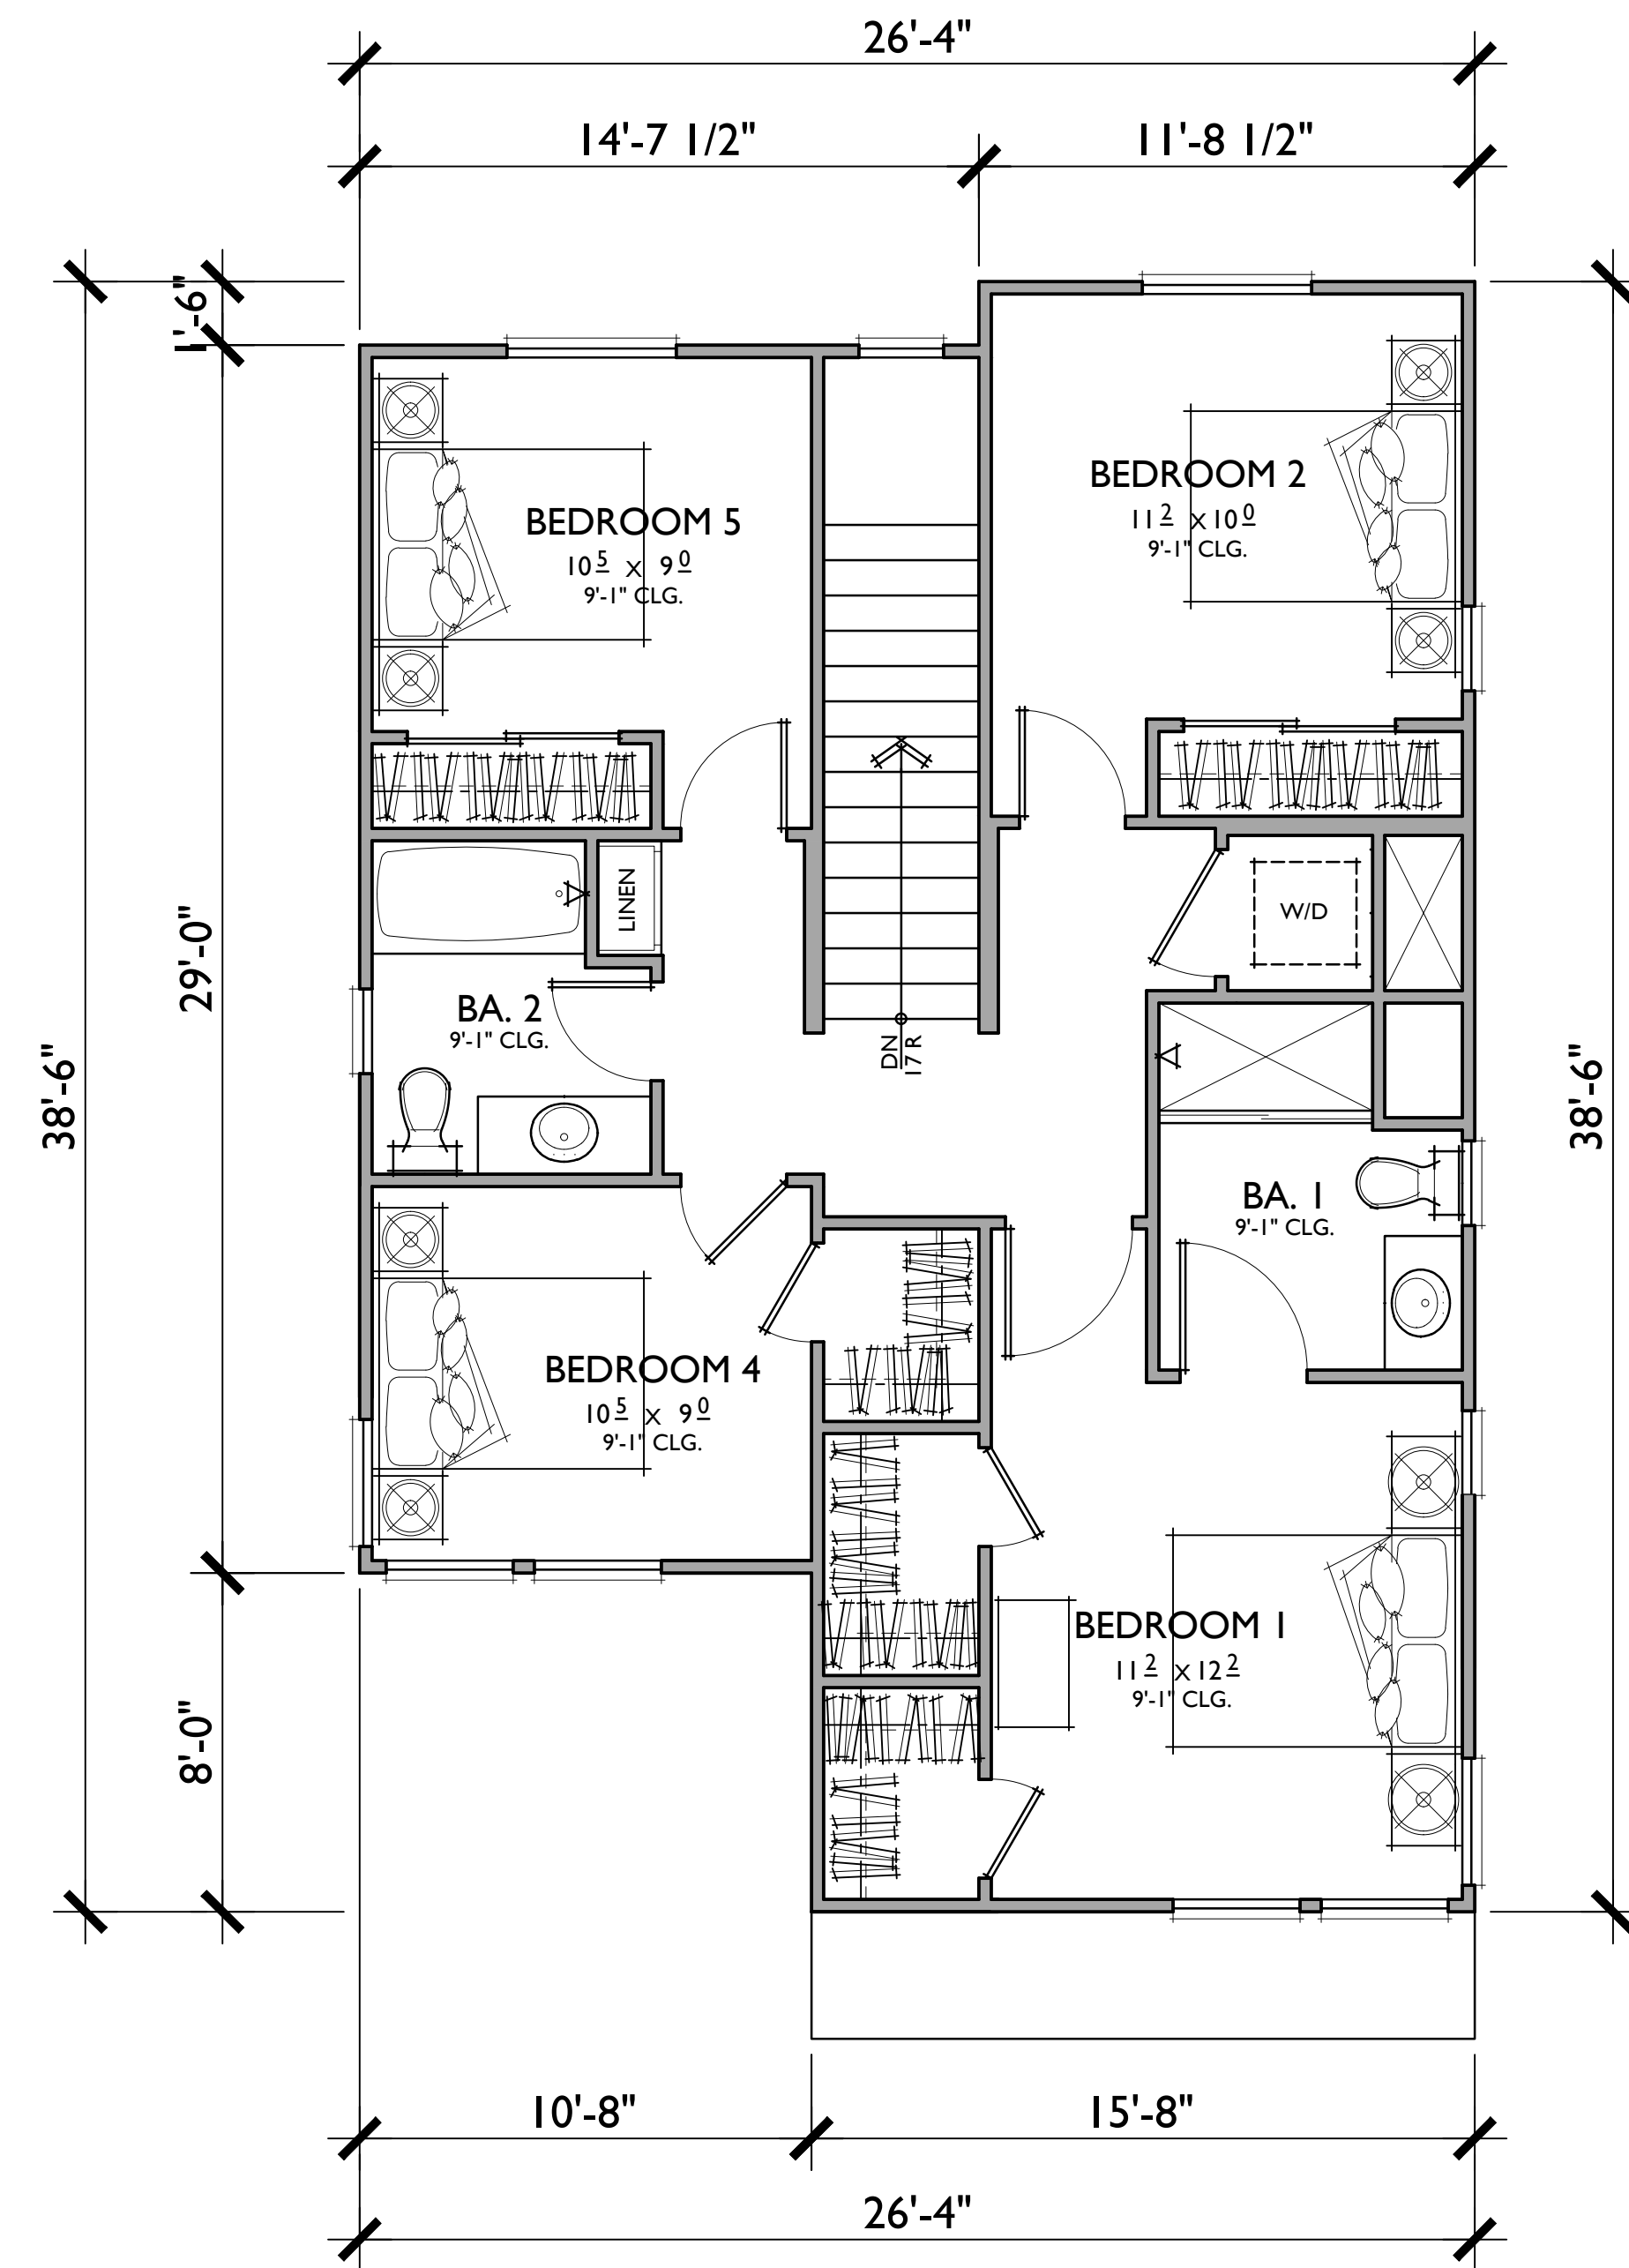 26'-4"
14'-7 1/2"
11'-8 1/2"
1'-6"
BEDROOM 2
11 2 X 10 0
9'-1" CLG.
BEDROOM 5
10 5 X 9 0
9'-1" CLG.
LINEN
W/D
29'-0"
38'-6"
38'-6"
BA. 2
9'-1" CLG.
DN
17 R
BA. 1
9'-1" CLG.
BEDROOM 4
10 5 X 9 0
9'-1" CLG.
BEDROOM 1
11 2 X 12 2
9'-1" CLG.
8'-0"
10'-8"
15'-8"
26'-4"